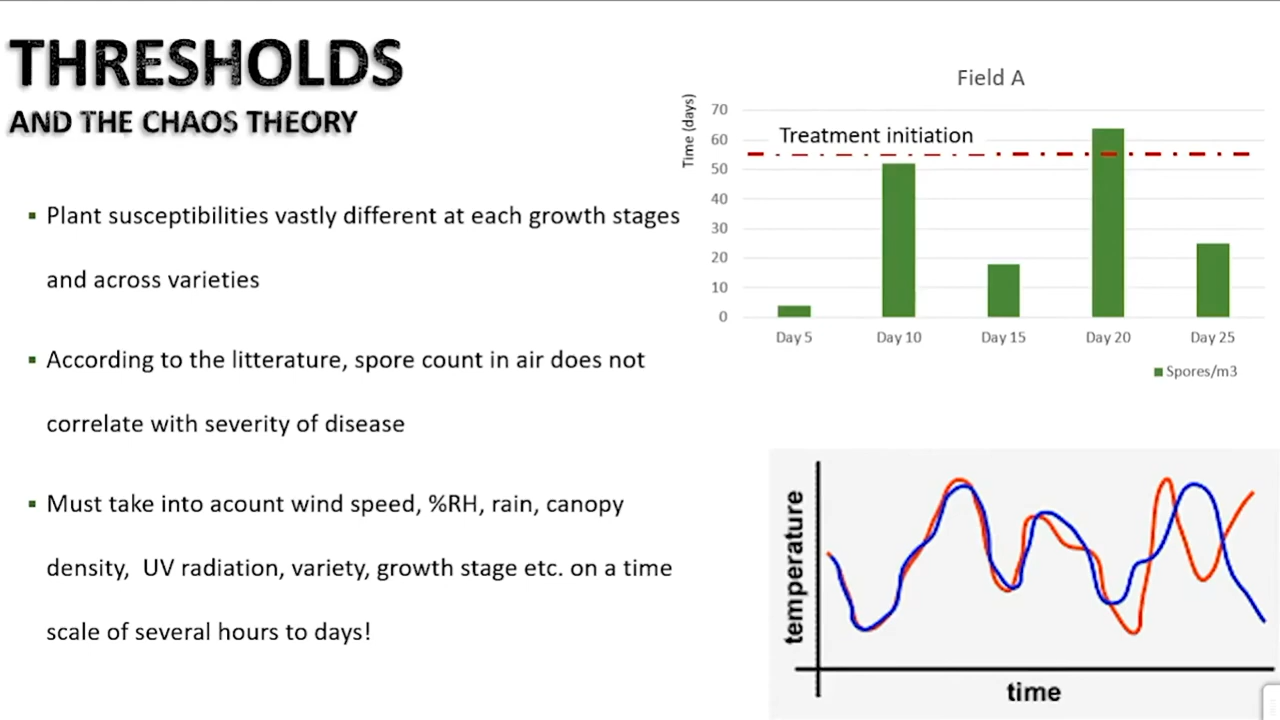 THRESHOLDS
AND THE CHAOS THEORY
▪ Plant susceptibilities vastly different at each growth stages
and across varieties
▪ According to the litterature, spore count in air does not
correlate with severity of disease
▪ Must take into acount wind speed, %RH, rain, canopy
density, UV radiation, variety, growth stage etc. on a time
scale of several hours to days!
Field A
Time (days)
70
60
50
40
30
20
10
0
Treatment initiation
Day 5 Day 10 Day 15 Day 20 Day 25
Spores/m3
temperature
time